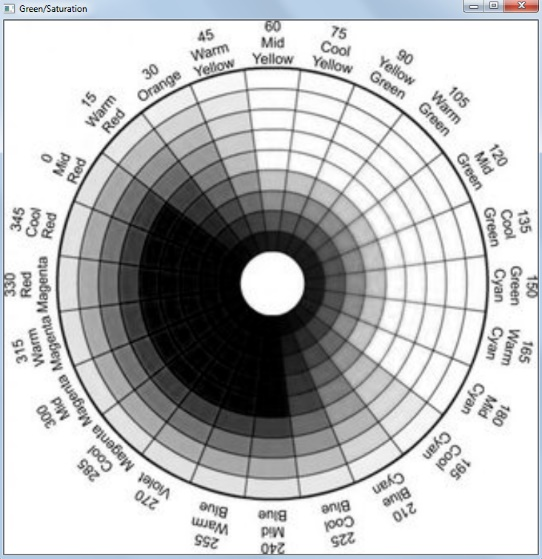 Green/Saturation
60
Mid
Yellow
75
Cool
Yellow
90
Yellow
Green
105
Warm
Green
120
Mid
Green
135
Cool
Green
150
Green
Cyan
165
Warm
Cyan
180
Mid
Cyan
195
Cool
Cyan
210
Blue
Cyan
225
Cool
Blue
240
Mid
Blue
255
Warm
Blue
270
Violet
285
Cool
Magenta
300
Mid
Magenta
315
Warm
Magenta
330
Red
Magenta
345
Cool
Red
0
Mid
Red
15
Warm
Red
30
Orange
45
Warm
Yellow